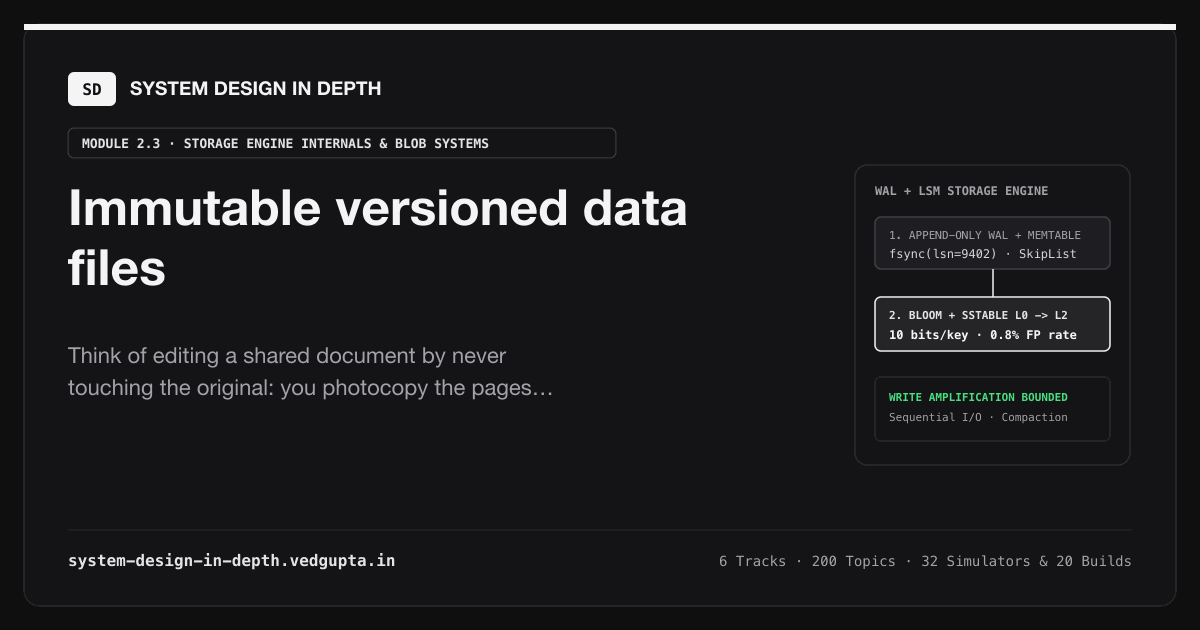 SD SYSTEM DESIGN IN DEPTH
MODULE 2.3 · STORAGE ENGINE INTERNALS & BLOB SYSTEMS
Immutable versioned data
files
Think of editing a shared document by never
touching the original: you photocopy the pages…
WAL + LSM STORAGE ENGINE
1. APPEND-ONLY WAL + MEMTABLE
fsync(lsn=9402) · SkipList
2. BLOOM + SSTABLE L0 -> L2
10 bits/key · 0.8% FP rate
WRITE AMPLIFICATION BOUNDED
Sequential I/O · Compaction
system-design-in-depth.vedgupta.in
6 Tracks · 200 Topics · 32 Simulators & 20 Builds